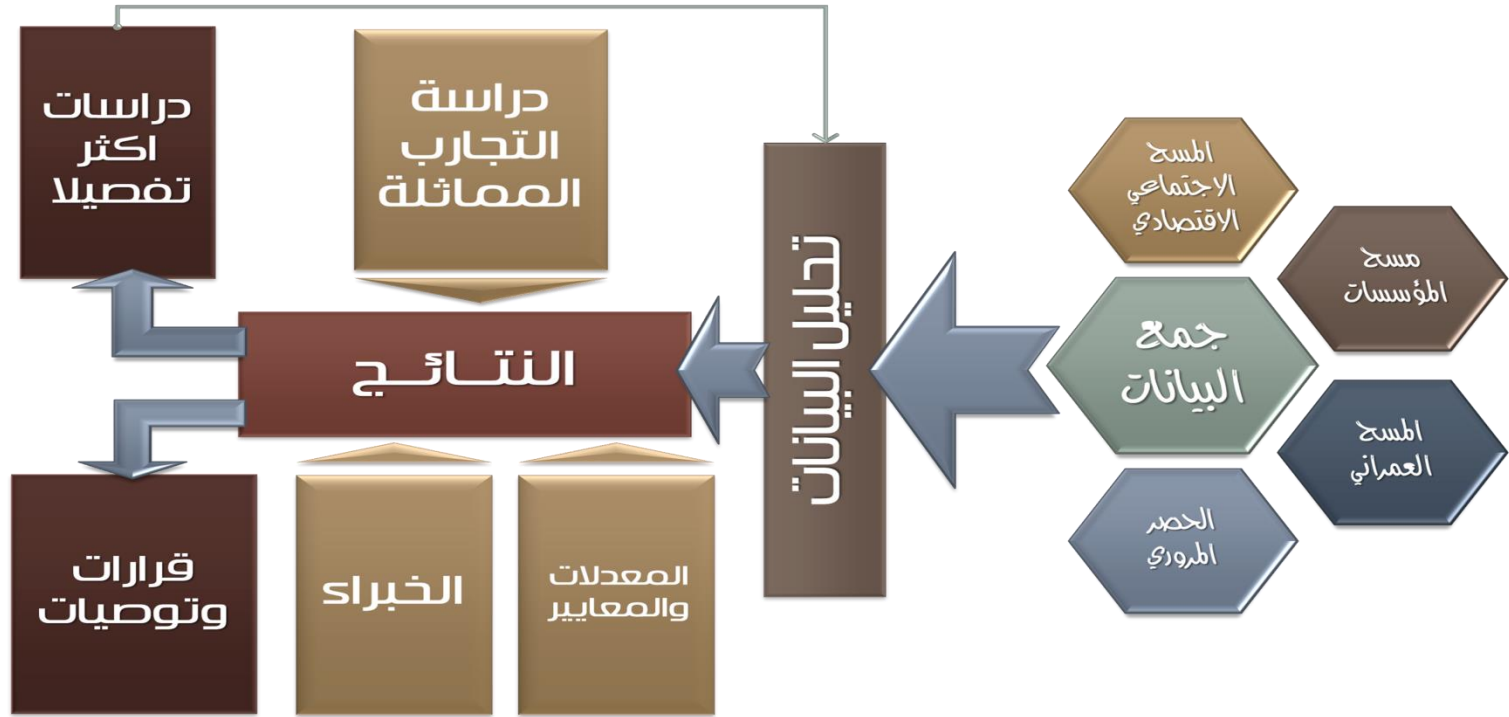 المسح
الاجتماعي
الاقتصادي
مسح
المؤسسات
جمع
البيانات
المسح
العمراني
الحصر
المروري
تحليل البيانات
دراسة
التجارب
المماثلة
النتــائــج
المعدلات
والمعايير
الخبراء
دراسات
اكثر
تفصيلا
قرارات
وتوصيات